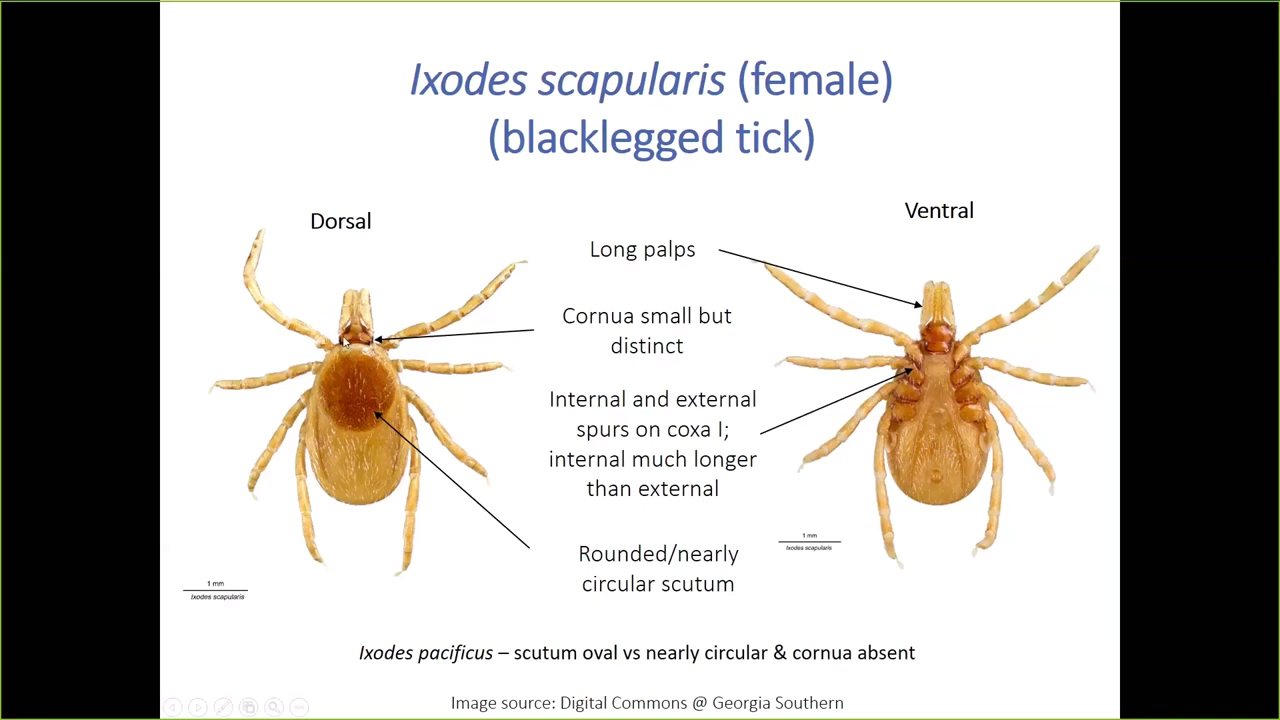 Ixodes scapularis (female)
(blacklegged tick)
Dorsal
Ventral
Long palps
Cornua small but
distinct
Internal and external
spurs on coxa I;
internal much longer
than external
Rounded/nearly
circular scutum
1 mm
Ixodes scapularis
1 mm
Ixodes scapularis
Ixodes pacificus – scutum oval vs nearly circular & cornua absent
Image source: Digital Commons @ Georgia Southern